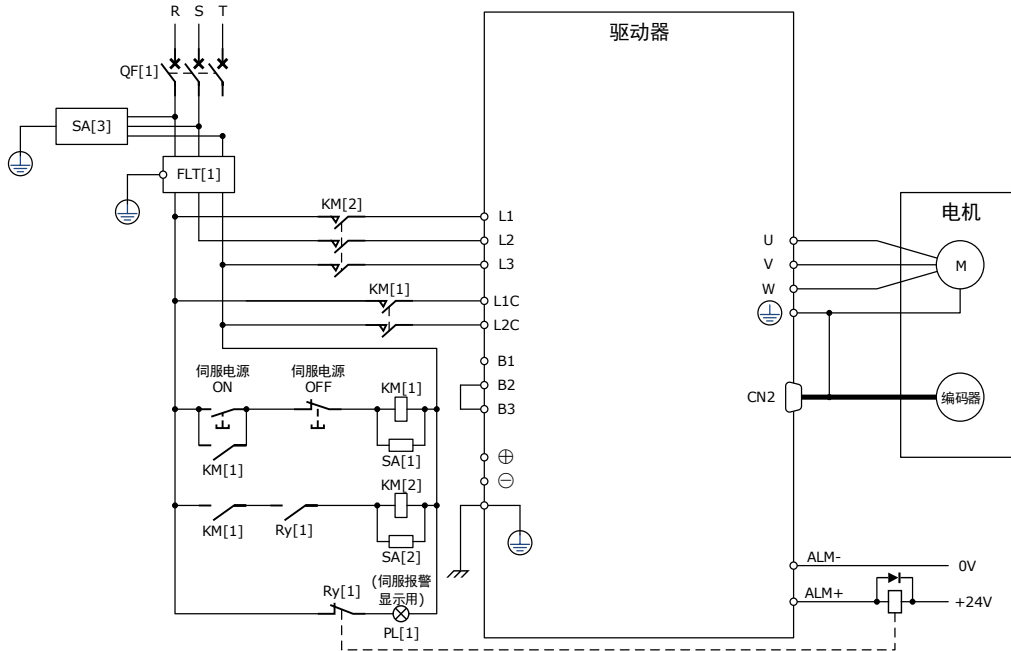 R S T
驱动器
QF[1]
SA[3]
FLT[1]
KM[2]
L1
L2
L3
KM[1]
L1C
L2C
B1
B2
B3
⊕
⊖
U
V
W
CN2
电机
M
编码器
伺服电源
ON
伺服电源
OFF
KM[1]
KM[1]
SA[1]
KM[2]
KM[1]
Ry[1]
SA[2]
Ry[1]
(伺服报警
显示用)
PL[1]
ALM-
0V
ALM+
+24V